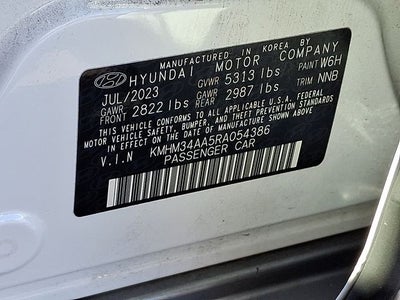 MANUFACTURED IN KOREA BY
HYUNDAI MOTOR COMPANY
JUL/2023 GVWR 5313 lbs PAINT W6H
GAWR FRONT 2822 lbs GAWR REAR 2987 lbs TRIM NNB
THIS VEHICLE CONFORMS TO ALL APPLICABLE U.S.A. FEDERAL
MOTOR VEHICLE SAFETY, BUMPER, AND THEFT PREVENTION STANDARDS
IN EFFECT ON THE DATE OF MANUFACTURE SHOWN ABOVE.
V.I.N KMHM34AA5RA054386
PASSENGER CAR